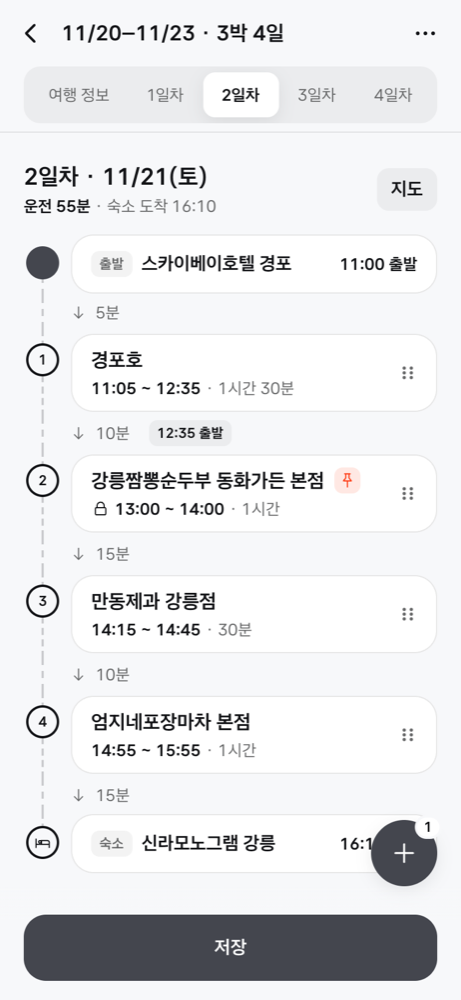 11/20–11/23 · 3박 4일
여행 정보 1일차 2일차 3일차 4일차
2일차 · 11/21(토)
운전 55분 · 숙소 도착 16:10
지도
출발 스카이베이호텔 경포 11:00 출발
↓ 5분
1 경포호
11:05 ~ 12:35 · 1시간 30분
↓ 10분 12:35 출발
2 강릉짬뽕순두부 동화가든 본점
13:00 ~ 14:00 · 1시간
↓ 15분
3 만동제과 강릉점
14:15 ~ 14:45 · 30분
↓ 10분
4 엄지네포장마차 본점
14:55 ~ 15:55 · 1시간
↓ 15분
숙소 신라모노그램 강릉 16:1
1
저장